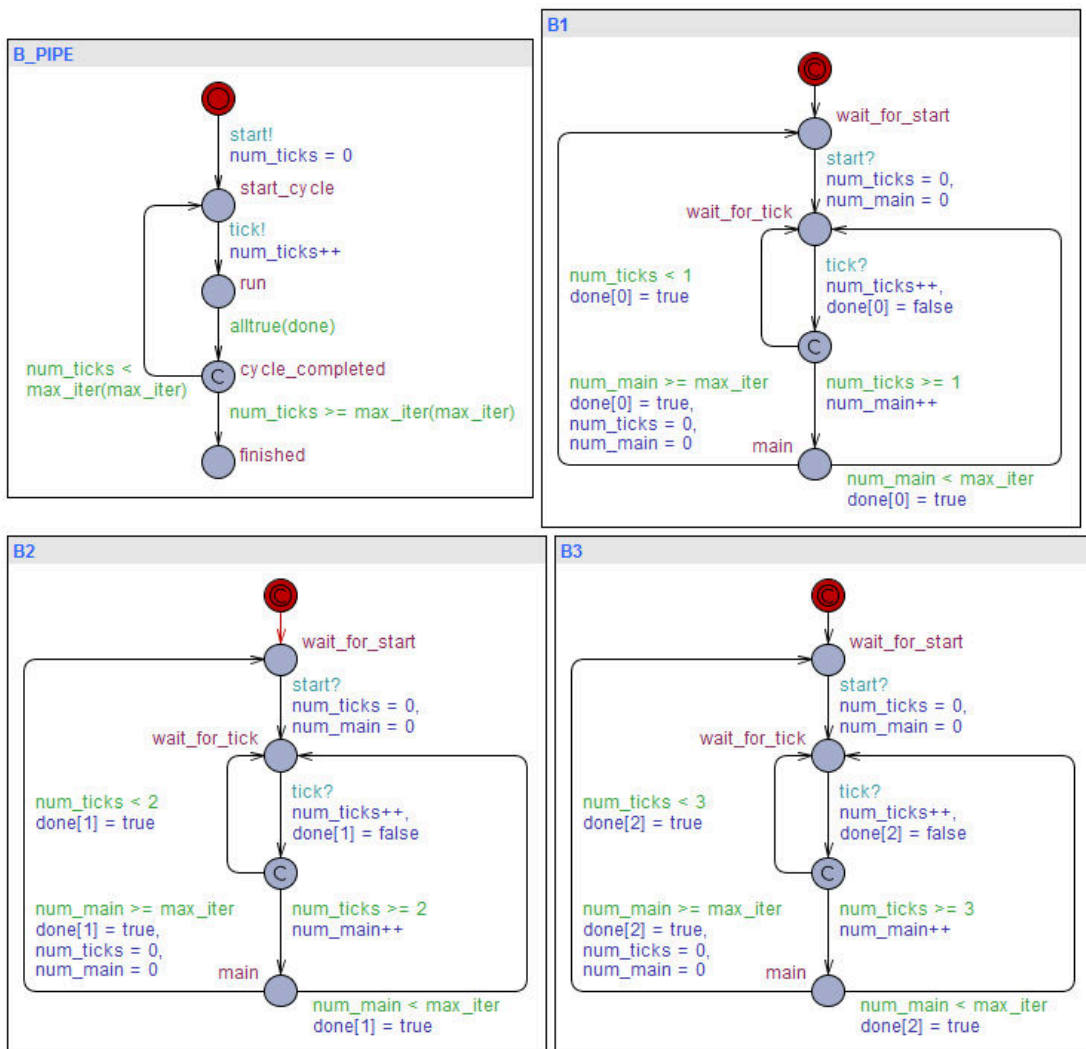 B_PIPE
start!
num_ticks = 0
start_cycle
tick!
num_ticks++
run
alltrue(done)
cycle_completed
num_ticks <
max_iter(max_iter)
num_ticks >= max_iter(max_iter)
finished
B1
C
wait_for_start
start?
num_ticks = 0,
num_main = 0
wait_for_tick
tick?
num_ticks++,
done[0] = false
num_ticks < 1
done[0] = true
C
num_main >= max_iter
done[0] = true,
num_ticks = 0,
num_main = 0
num_ticks >= 1
num_main++
main
num_main < max_iter
done[0] = true
C
B2
C
wait_for_start
start?
num_ticks = 0,
num_main = 0
wait_for_tick
tick?
num_ticks++,
done[1] = false
num_ticks < 2
done[1] = true
C
num_main >= max_iter
done[1] = true,
num_ticks = 0,
num_main = 0
num_ticks >= 2
num_main++
main
num_main < max_iter
done[1] = true
B3
C
wait_for_start
start?
num_ticks = 0,
num_main = 0
wait_for_tick
tick?
num_ticks++,
done[2] = false
num_ticks < 3
done[2] = true
C
num_main >= max_iter
done[2] = true,
num_ticks = 0,
num_main = 0
num_ticks >= 3
num_main++
main
num_main < max_iter
done[2] = true